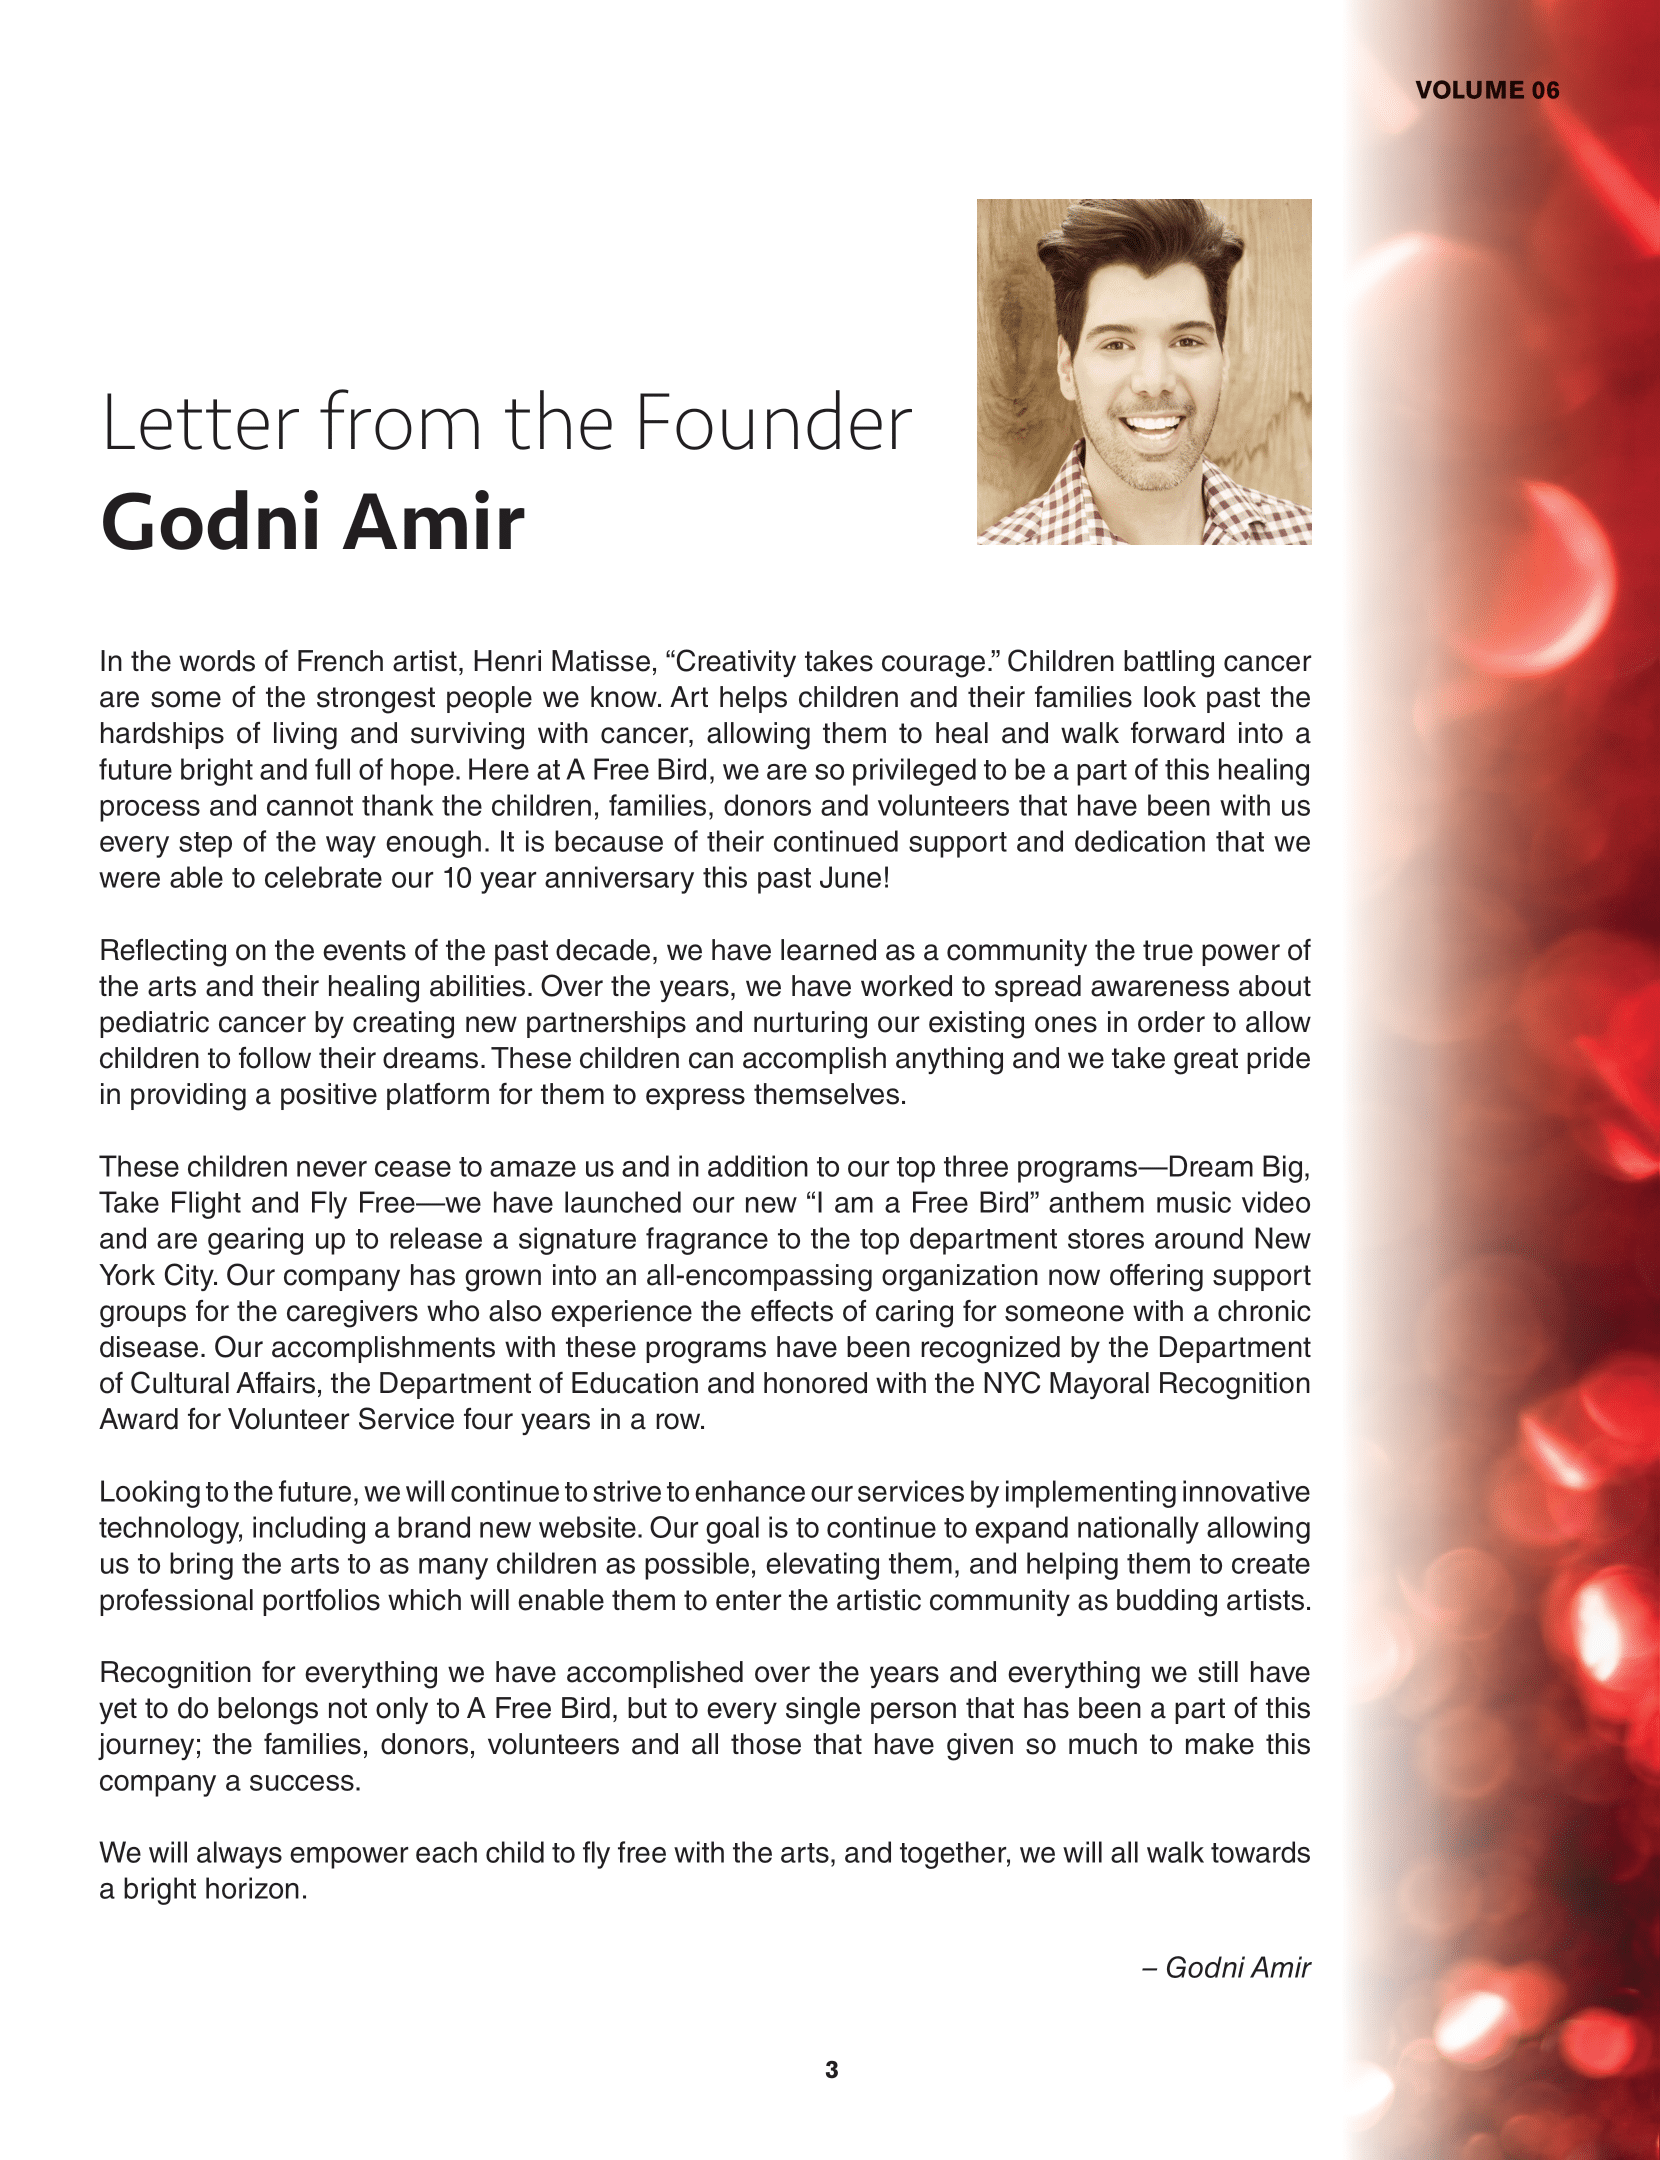 VOLUME 06
Letter from the Founder
Godni Amir
In the words of French artist, Henri Matisse, “Creativity takes courage.” Children battling cancer
are some of the strongest people we know. Art helps children and their families look past the
hardships of living and surviving with cancer, allowing them to heal and walk forward into a
future bright and full of hope. Here at A Free Bird, we are so privileged to be a part of this healing
process and cannot thank the children, families, donors and volunteers that have been with us
every step of the way enough. It is because of their continued support and dedication that we
were able to celebrate our 10 year anniversary this past June!
Reflecting on the events of the past decade, we have learned as a community the true power of
the arts and their healing abilities. Over the years, we have worked to spread awareness about
pediatric cancer by creating new partnerships and nurturing our existing ones in order to allow
children to follow their dreams. These children can accomplish anything and we take great pride
in providing a positive platform for them to express themselves.
These children never cease to amaze us and in addition to our top three programs—Dream Big,
Take Flight and Fly Free—we have launched our new “I am a Free Bird” anthem music video
and are gearing up to release a signature fragrance to the top department stores around New
York City. Our company has grown into an all-encompassing organization now offering support
groups for the caregivers who also experience the effects of caring for someone with a chronic
disease. Our accomplishments with these programs have been recognized by the Department
of Cultural Affairs, the Department of Education and honored with the NYC Mayoral Recognition
Award for Volunteer Service four years in a row.
Looking to the future, we will continue to strive to enhance our services by implementing innovative
technology, including a brand new website. Our goal is to continue to expand nationally allowing
us to bring the arts to as many children as possible, elevating them, and helping them to create
professional portfolios which will enable them to enter the artistic community as budding artists.
Recognition for everything we have accomplished over the years and everything we still have
yet to do belongs not only to A Free Bird, but to every single person that has been a part of this
journey; the families, donors, volunteers and all those that have given so much to make this
company a success.
We will always empower each child to fly free with the arts, and together, we will all walk towards
a bright horizon.
– Godni Amir
3